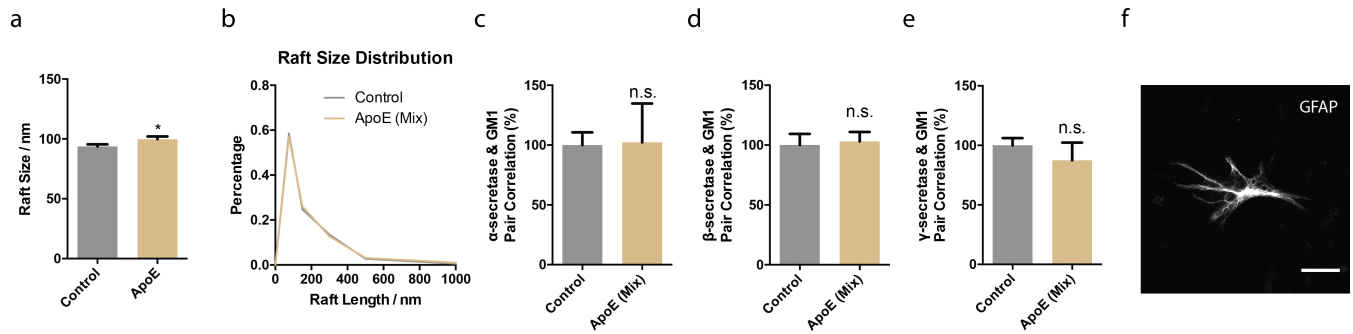 a
150
100
50
0
Raft Size / nm
*
Control
ApoE
b
Raft Size Distribution
Control
ApoE (Mix)
0.8
0.6
0.4
0.2
0.0
Percentage
0 200 400 600 800 1000
Raft Length / nm
c
150
100
50
0
α-secretase & GM1
Pair Correlation (%)
n.s.
Control
ApoE (Mix)
d
150
100
50
0
β-secretase & GM1
Pair Correlation (%)
n.s.
Control
ApoE (Mix)
e
150
100
50
0
γ-secretase & GM1
Pair Correlation (%)
n.s.
Control
ApoE (Mix)
f
GFAP